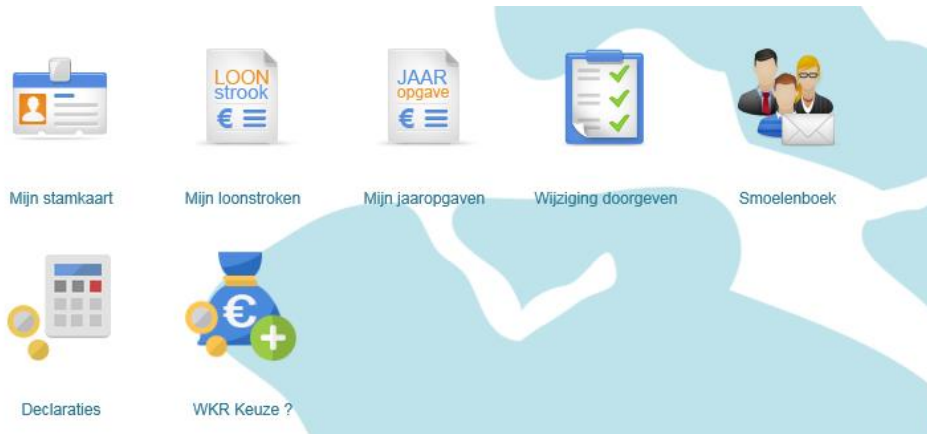 LOON
strook
€
JAAR
opgave
€
Mijn stamkaart
Mijn loonstroken
Mijn jaaropgaven
Wijziging doorgeven
Smoelenboek
€
Declaraties
WKR Keuze ?